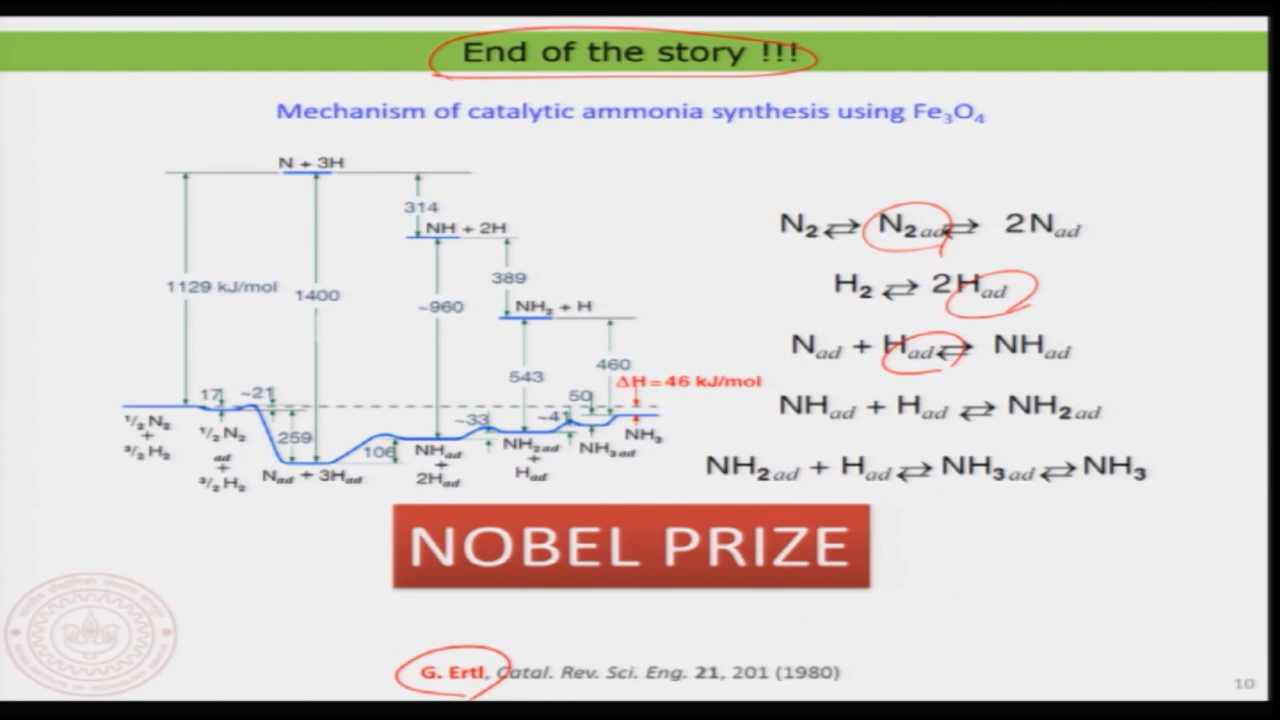 End of the story !!!
Mechanism of catalytic ammonia synthesis using Fe₃O₄
N + 3H
314
NH + 2H
1129 kJ/mol
1400
~960
389
NH₂ + H
543
460
ΔH = 46 kJ/mol
17
~21
259
106
~33
~41
50
½ N₂
+
³/₂ H₂
½ N₂
ad
+
³/₂ H₂
Nad + 3Had
NHad
+
2Had
NH₂ad
+
Had
NH₃ad
NH₃
N₂ ⇄ N₂ad ⇄ 2Nad
H₂ ⇄ 2Had
Nad + Had ⇄ NHad
NHad + Had ⇄ NH₂ad
NH₂ad + Had ⇄ NH₃ad ⇄ NH₃
NOBEL PRIZE
G. Ertl, Catal. Rev. Sci. Eng. 21, 201 (1980)
10